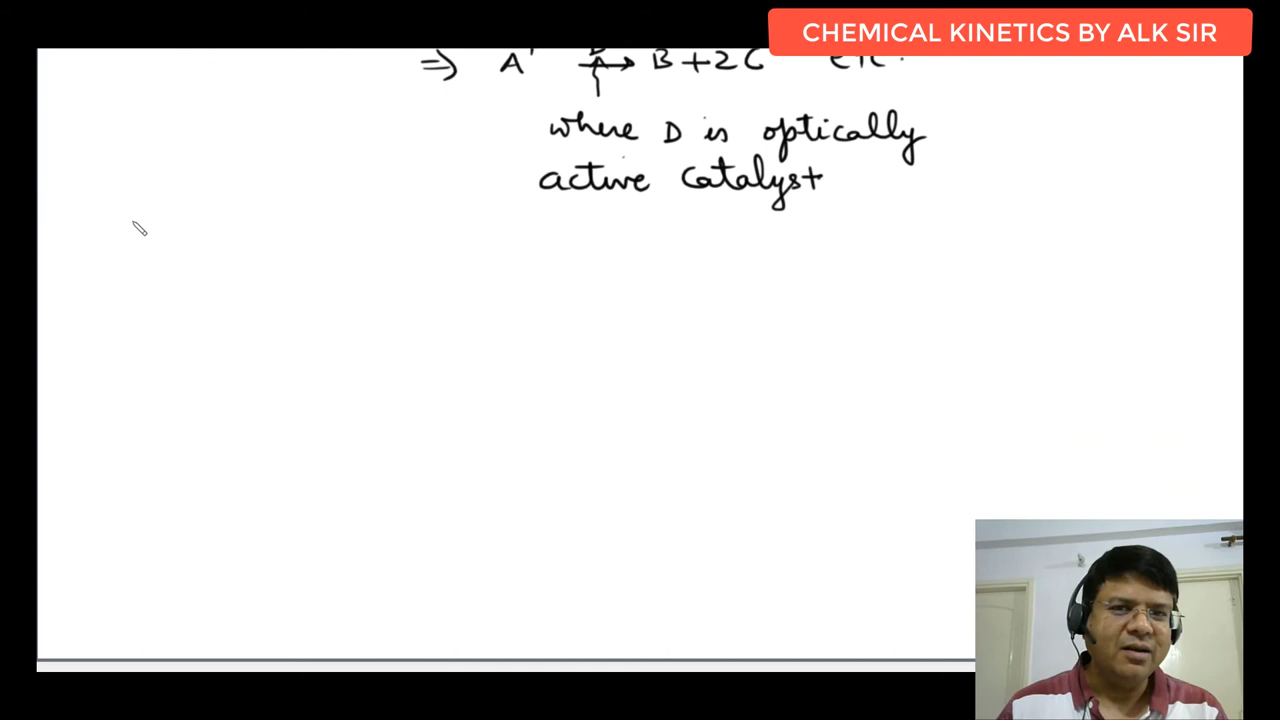 CHEMICAL KINETICS BY ALK SIR
⇒ A → B + 2C
where D is optically
active catalyst